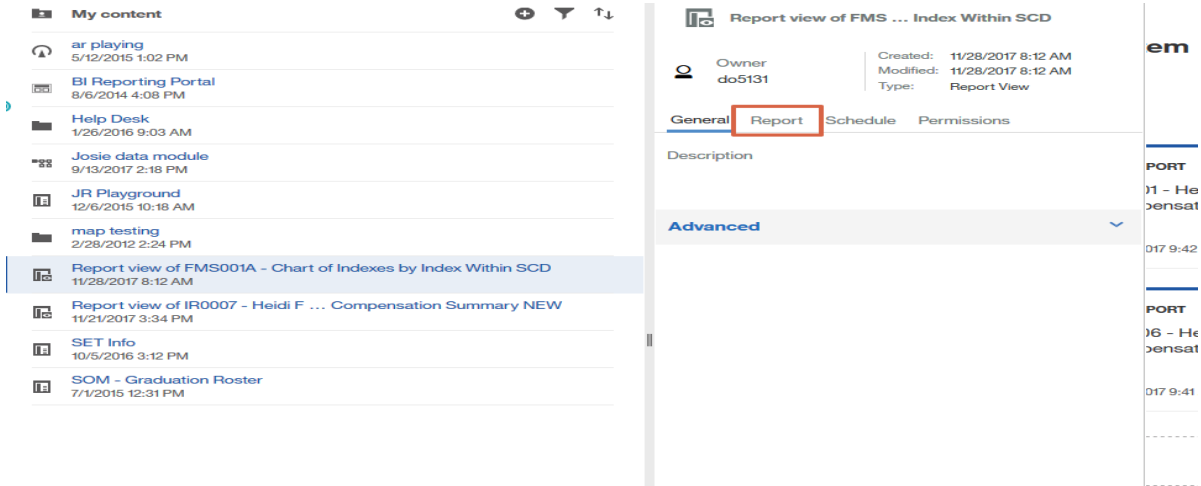 My content
ar playing
5/12/2015 1:02 PM
BI Reporting Portal
8/6/2014 4:08 PM
Help Desk
1/26/2016 9:03 AM
Josie data module
9/13/2017 2:18 PM
JR Playground
12/6/2015 10:18 AM
map testing
2/28/2012 2:24 PM
Report view of FMS001A - Chart of Indexes by Index Within SCD
11/28/2017 8:12 AM
Report view of IR0007 - Heidi F ... Compensation Summary NEW
11/21/2017 3:34 PM
SET Info
10/5/2016 3:12 PM
SOM - Graduation Roster
7/1/2015 12:31 PM
Report view of FMS ... Index Within SCD
Owner
do5131
Created: 11/28/2017 8:12 AM
Modified: 11/28/2017 8:12 AM
Type: Report View
General Report Schedule Permissions
Description
Advanced
em
PORT
01 - He
pensat
017 9:42
PORT
06 - He
pensat
017 9:41